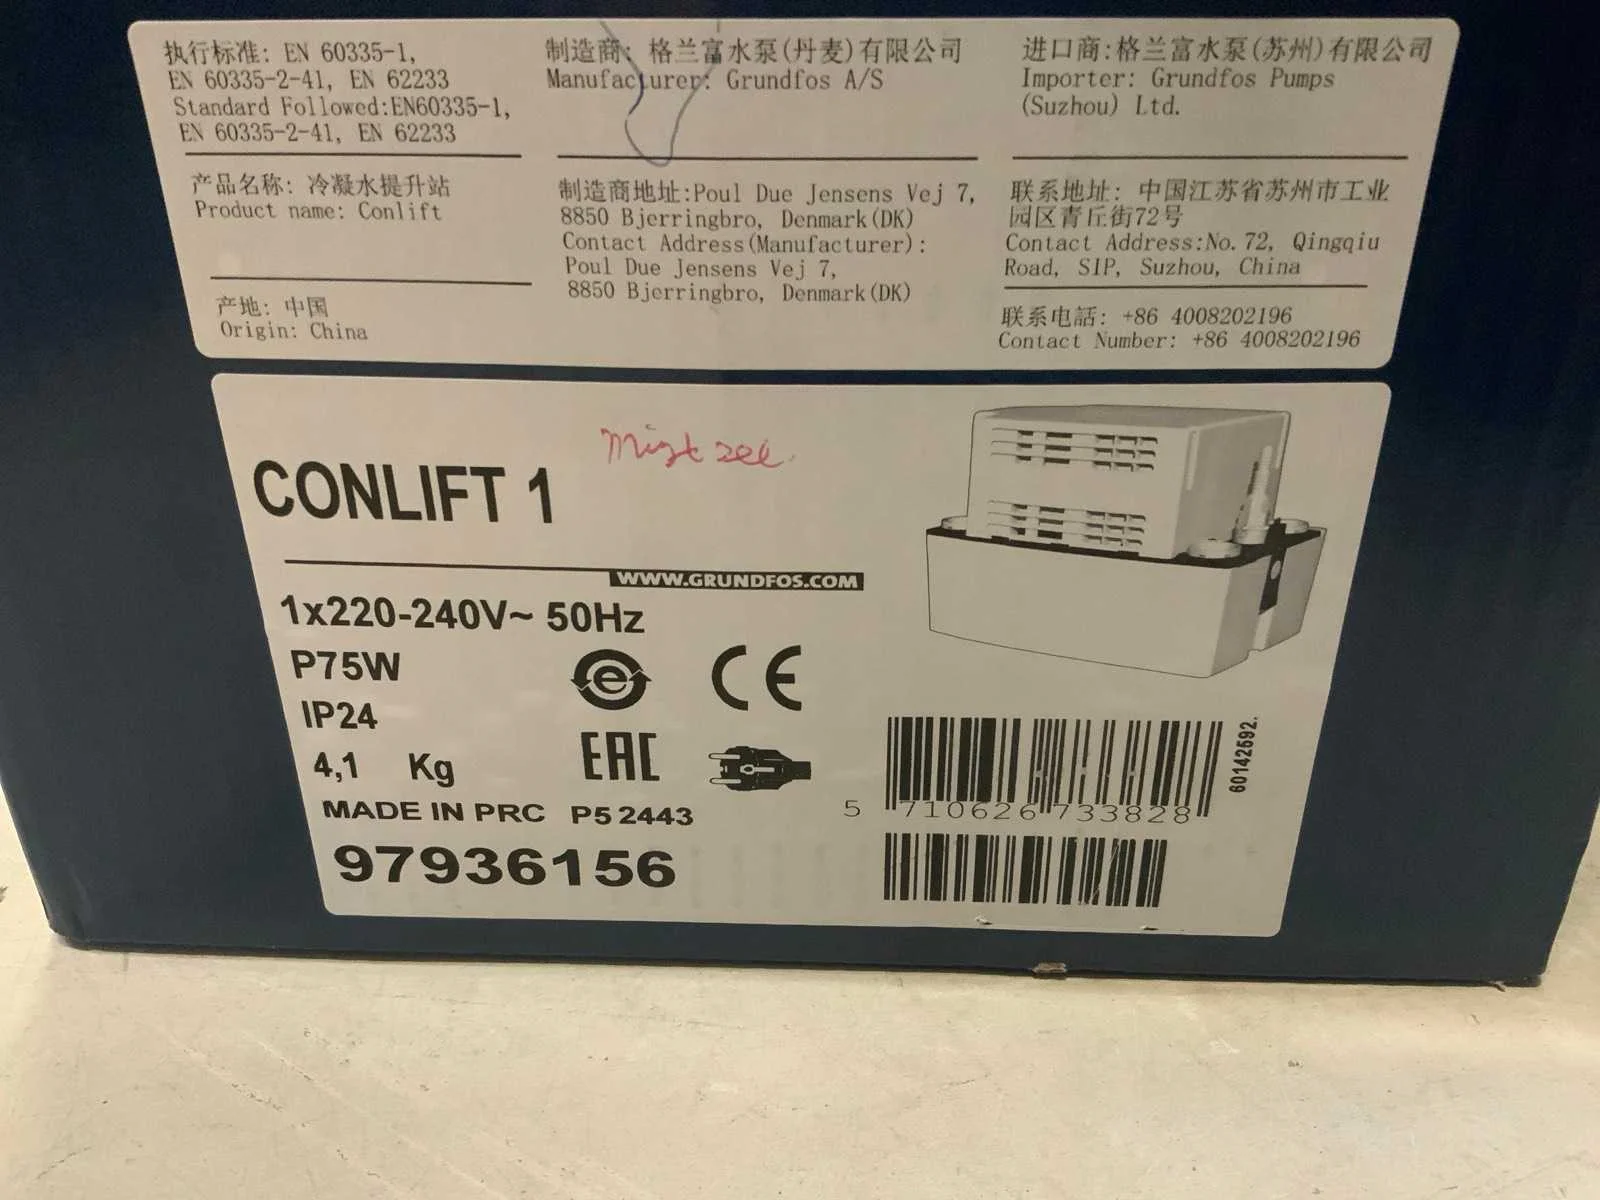 执行标准: EN 60335-1,
EN 60335-2-41, EN 62233
Standard Followed:EN60335-1,
EN 60335-2-41, EN 62233
产品名称: 冷凝水提升站
Product name: Conlift
产地: 中国
Origin: China
制造商: 格兰富水泵(丹麦)有限公司
Manufacturer: Grundfos A/S
制造商地址:Poul Due Jensens Vej 7,
8850 Bjerringbro, Denmark(DK)
Contact Address(Manufacturer):
Poul Due Jensens Vej 7,
8850 Bjerringbro, Denmark(DK)
进口商:格兰富水泵(苏州)有限公司
Importer: Grundfos Pumps
(Suzhou) Ltd.
联系地址: 中国江苏省苏州市工业
园区青丘街72号
Contact Address:No.72, Qingqiu
Road, SIP, Suzhou, China
联系电話: +86 4008202196
Contact Number: +86 4008202196
CONLIFT 1
WWW.GRUNDFOS.COM
1x220-240V~ 50Hz
P75W
IP24
4,1 Kg
e
CE
EAC
MADE IN PRC P5 2443
97936156
5 710626 733828
60142592.